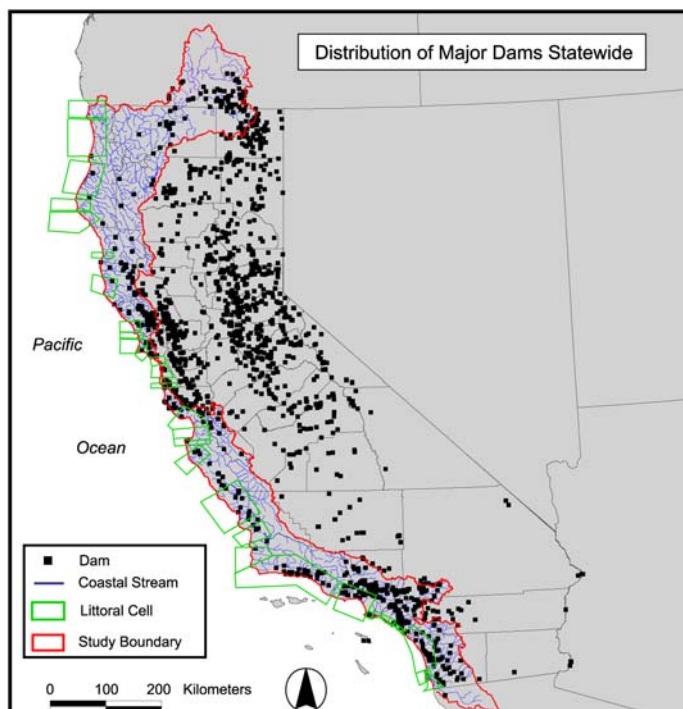 Distribution of Major Dams Statewide
Pacific
Ocean
Dam
Coastal Stream
Littoral Cell
Study Boundary
0 100 200 Kilometers